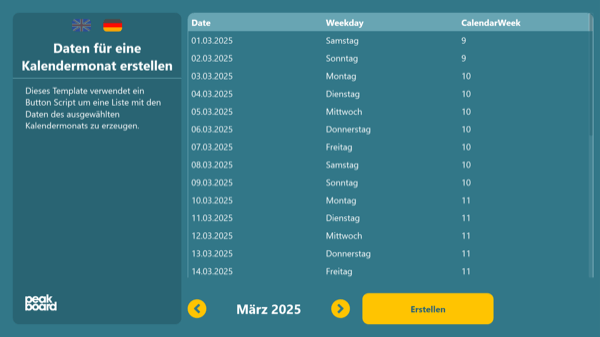 Daten für eine
Kalendermonat erstellen
Dieses Template verwendet ein
Button Script um eine Liste mit den
Daten des ausgewählten
Kalendermonats zu erzeugen.
peak
board
Date Weekday CalendarWeek
01.03.2025 Samstag 9
02.03.2025 Sonntag 9
03.03.2025 Montag 10
04.03.2025 Dienstag 10
05.03.2025 Mittwoch 10
06.03.2025 Donnerstag 10
07.03.2025 Freitag 10
08.03.2025 Samstag 10
09.03.2025 Sonntag 10
10.03.2025 Montag 11
11.03.2025 Dienstag 11
12.03.2025 Mittwoch 11
13.03.2025 Donnerstag 11
14.03.2025 Freitag 11
März 2025
Erstellen